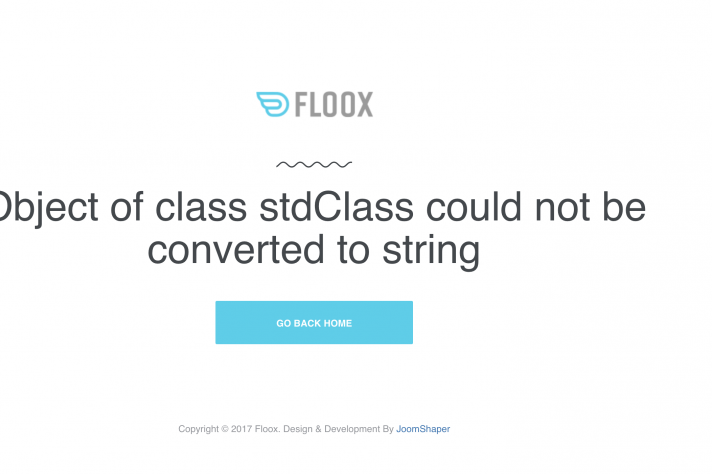 FLOOX
Object of class stdClass could not be
converted to string
GO BACK HOME
Copyright © 2017 Floox. Design & Development By JoomShaper